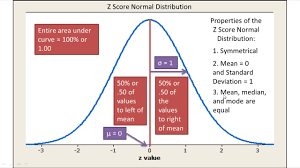 Z Score Normal Distribution
Entire area under
curve = 100% or
1.00
Properties of the
Z Score Normal
Distribution:
1. Symmetrical
2. Mean = 0
and Standard
Deviation = 1
3. Mean, median,
and mode are
equal
σ = 1
50% or
.50 of the
values
to left of
mean
50% or
.50 of
the
values
to right
of mean
μ = 0
-3 -2 -1 0 1 2 3
z value